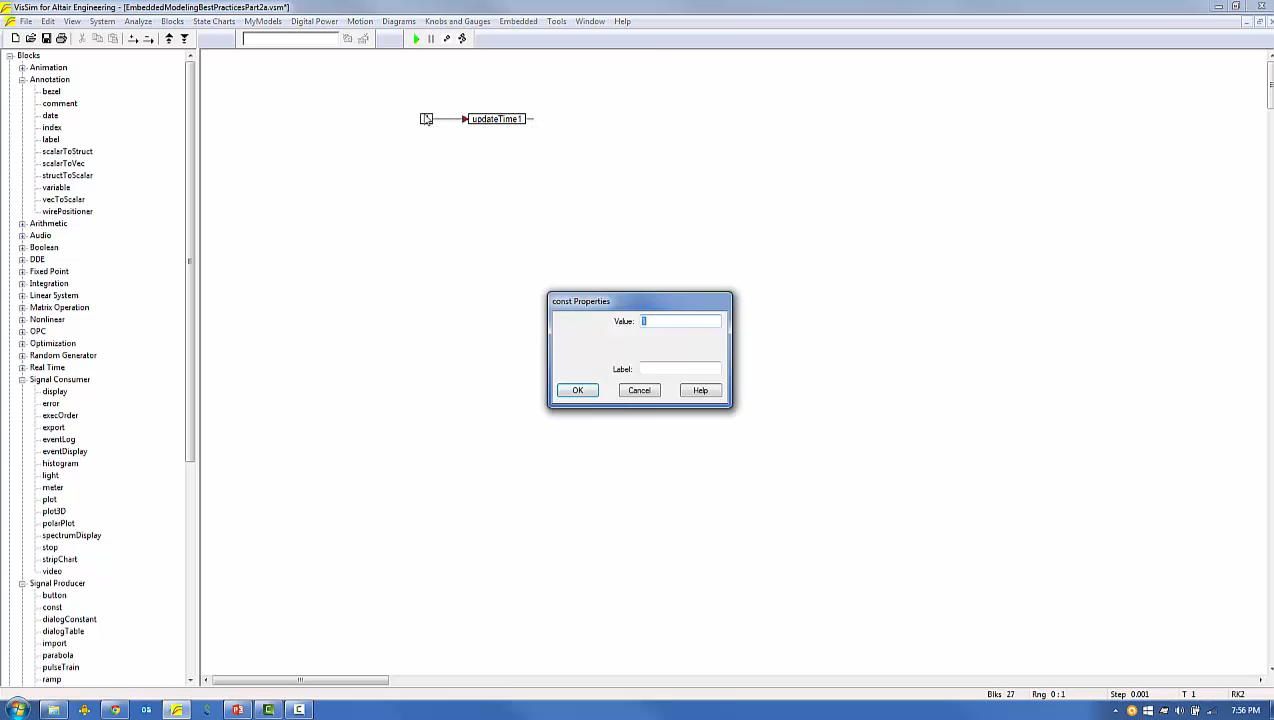 VisSim for Altair Engineering - [EmbeddedModelingBestPracticesPart2a.vsm*]
File Edit View System Analyze Blocks State Charts MyModels Digital Power Motion Diagrams Knobs and Gauges Embedded Tools Window Help
Blocks
Animation
Annotation
bezel
comment
date
index
label
scalarToStruct
scalarToVec
structToScalar
variable
vecToScalar
wirePositioner
Arithmetic
Audio
Boolean
DDE
Fixed Point
Integration
Linear System
Matrix Operation
Nonlinear
OPC
Optimization
Random Generator
Real Time
Signal Consumer
display
error
execOrder
export
eventLog
eventDisplay
histogram
light
meter
plot
plot3D
polarPlot
spectrumDisplay
stop
stripChart
video
Signal Producer
button
const
dialogConstant
dialogTable
import
parabola
pulseTrain
ramp
updateTime1
const Properties
Value: 1
Label:
OK Cancel Help
Blks 27 Rng 0 : 1 Step 0.001 T 1 RK2
7:56 PM